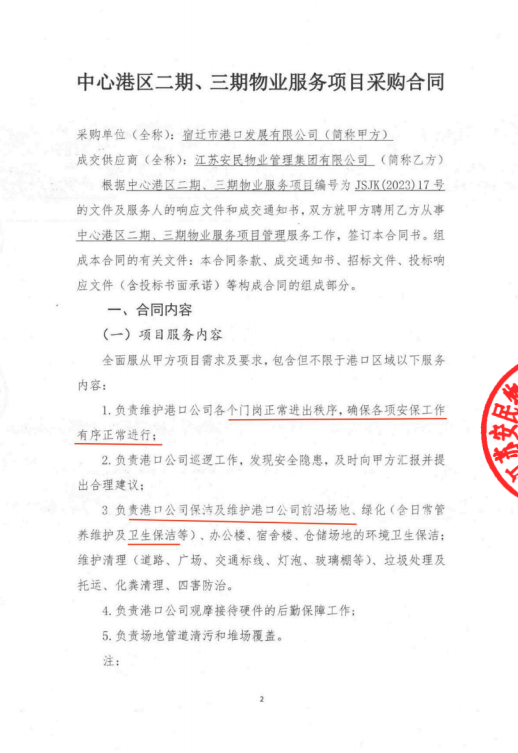 中心港区二期、三期物业服务项目采购合同
采购单位（全称）：宿迁市港口发展有限公司（简称甲方）
成交供应商（全称）：江苏安民物业管理集团有限公司 （简称乙方）
根据中心港区二期、三期物业服务项目编号为 JSJK(2023)17 号
的文件及服务人的响应文件和成交通知书，双方就甲方聘用乙方从事
中心港区二期、三期物业服务项目管理服务工作，签订本合同书。组
成本合同的有关文件：本合同条款、成交通知书、招标文件、投标响
应文件（含投标书面承诺）等构成合同的组成部分。
一、合同内容
（一）项目服务内容
全面服从甲方项目需求及要求，包含但不限于港口区域以下服务
内容：
1.负责维护港口公司各个门岗正常进出秩序，确保各项安保工作
有序正常进行；
2.负责港口公司巡逻工作，发现安全隐患，及时向甲方汇报并提
出合理建议；
3 负责港口公司保洁及维护港口公司前沿场地、绿化（含日常管
养维护及卫生保洁等）、办公楼、宿舍楼、仓储场地的环境卫生保洁；
维护清理（道路、广场、交通标线、灯泡、玻璃棚等）、垃圾处理及
托运、化粪清理、四害防治。
4.负责港口公司观摩接待硬件的后勤保障工作；
5.负责场地管道清污和堆场覆盖。
注：
2